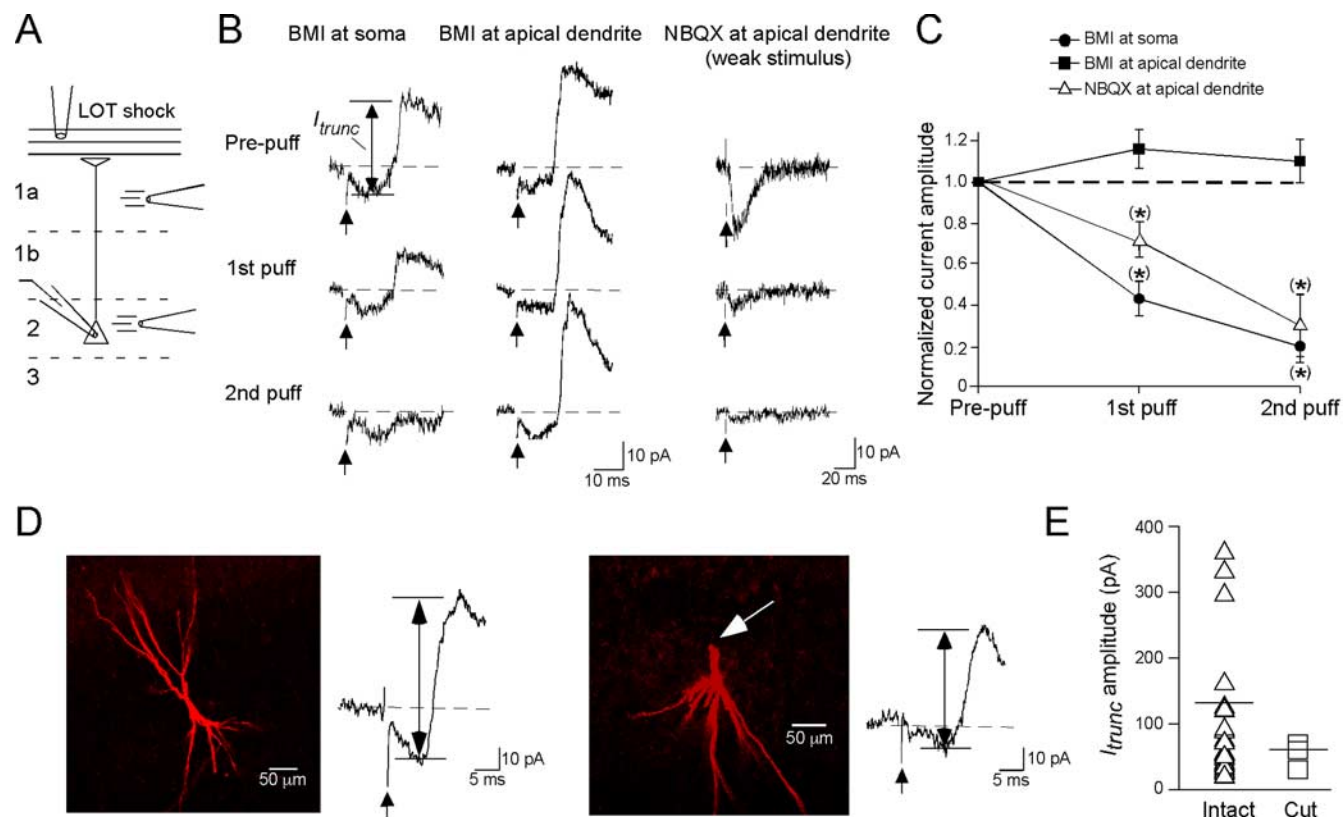 A
LOT shock
1a
1b
2
3
B
BMI at soma
BMI at apical dendrite
NBQX at apical dendrite
(weak stimulus)
Pre-puff
Itrunc
1st puff
2nd puff
10 pA
10 ms
10 pA
20 ms
C
BMI at soma
BMI at apical dendrite
NBQX at apical dendrite
Normalized current amplitude
1.2
1.0
0.8
0.6
0.4
0.2
0
(*)
(*)
(*)
(*)
Pre-puff
1st puff
2nd puff
D
50 μm
10 pA
5 ms
50 μm
10 pA
5 ms
E
Itrunc amplitude (pA)
400
300
200
100
0
Intact
Cut